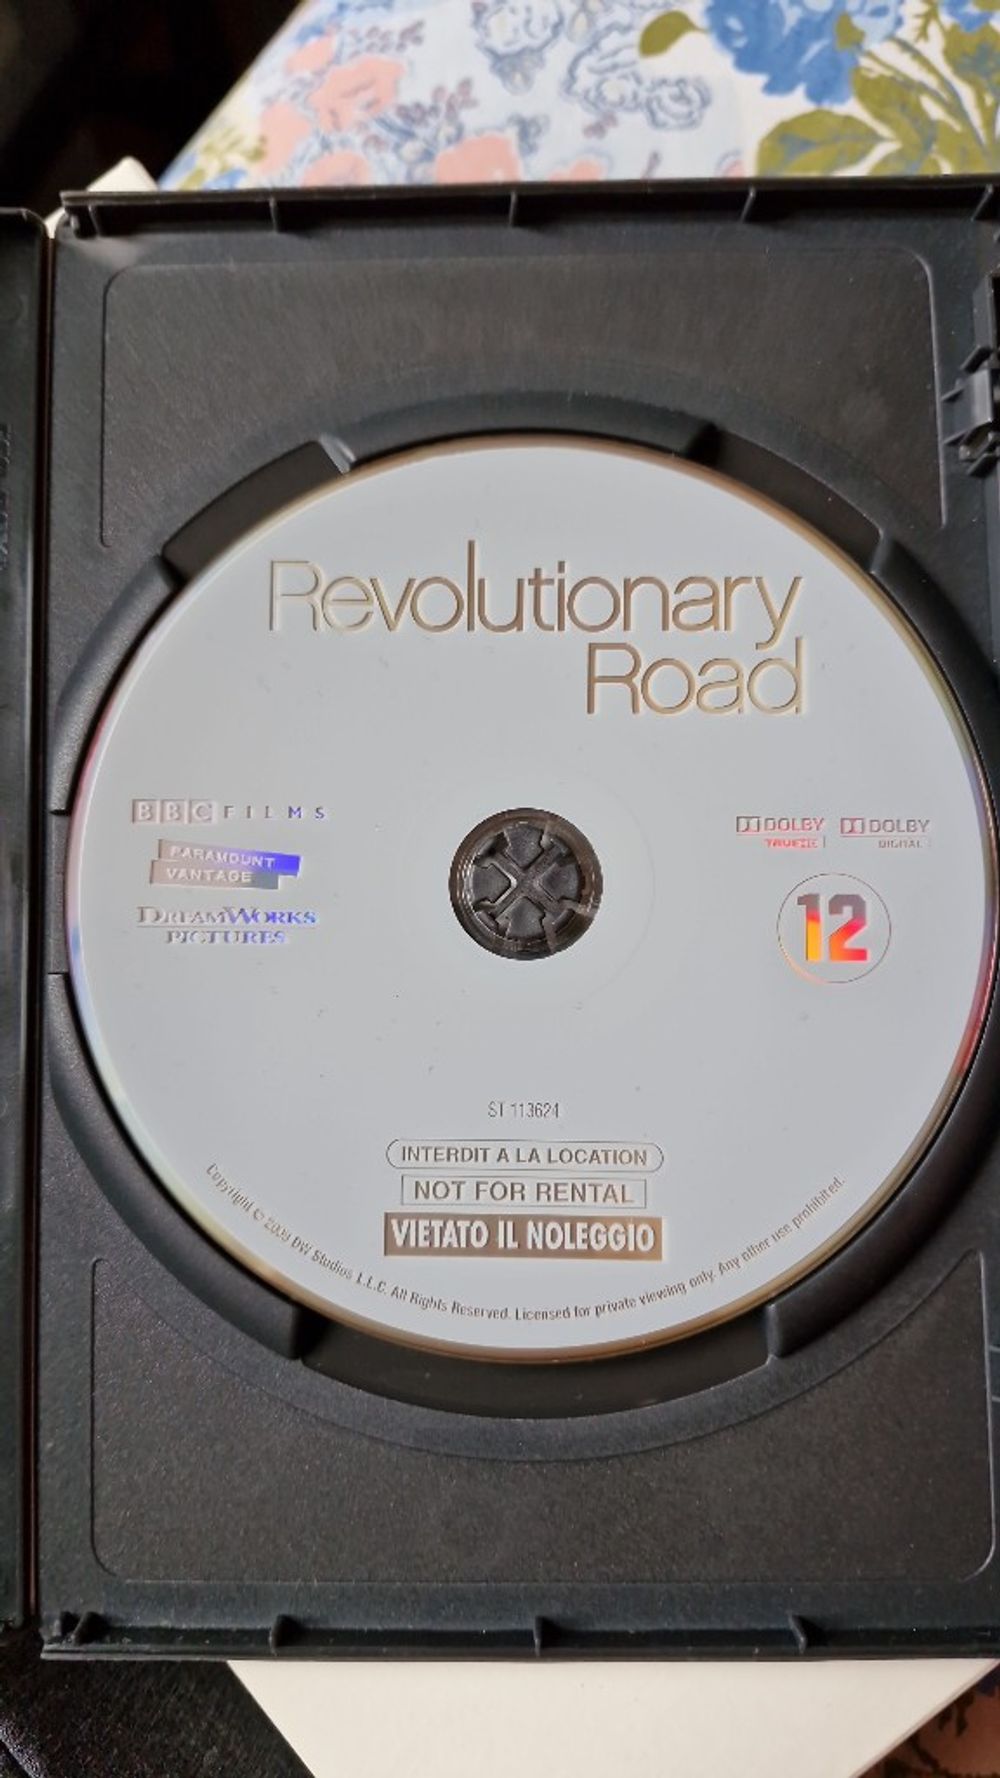 Revolutionary
Road
BBC FILMS
PARAMOUNT
VANTAGE
DREAMWORKS
PICTURES
DOLBY
TRUEHD
DOLBY
DIGITAL
12
ST 113624
INTERDIT A LA LOCATION
NOT FOR RENTAL
VIETATO IL NOLEGGIO
Copyright © 2009 DW Studios L.L.C. All Rights Reserved. Licensed for private viewing only. Any other use prohibited.